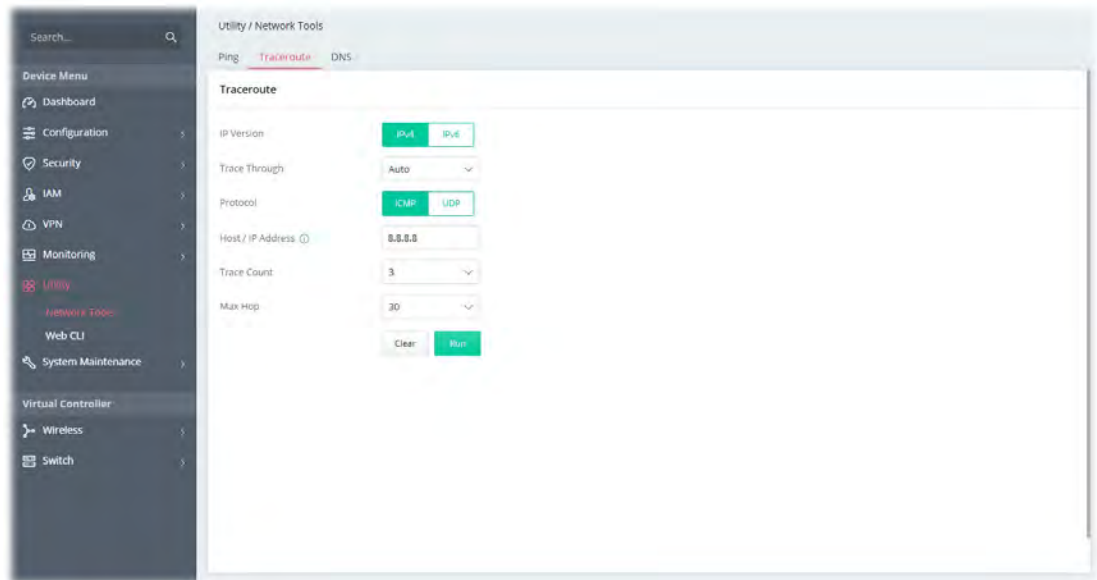 Search...
Device Menu
Dashboard
Configuration
Security
IAM
VPN
Monitoring
Utility
Network Tools
Web CLI
System Maintenance
Virtual Controller
Wireless
Switch
Utility / Network Tools
Ping Traceroute DNS
Traceroute
IP Version IPv4 IPv6
Trace Through Auto
Protocol ICMP UDP
Host / IP Address 8.8.8.8
Trace Count 3
Max Hop 30
Clear Run